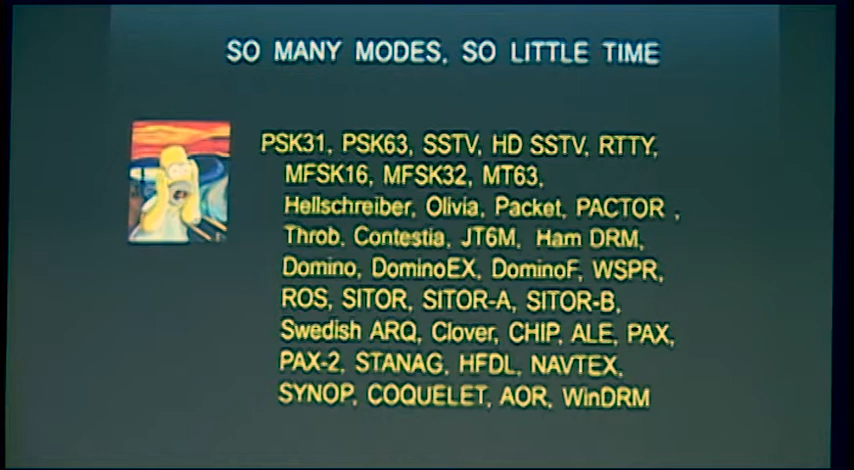 SO MANY MODES, SO LITTLE TIME
PSK31, PSK63, SSTV, HD SSTV, RTTY,
MFSK16, MFSK32, MT63,
Hellschreiber, Olivia, Packet, PACTOR ,
Throb, Contestia, JT6M, Ham DRM,
Domino, DominoEX, DominoF, WSPR,
ROS, SITOR, SITOR-A, SITOR-B,
Swedish ARQ, Clover, CHIP, ALE, PAX,
PAX-2, STANAG, HFDL, NAVTEX,
SYNOP, COQUELET, AOR, WinDRM